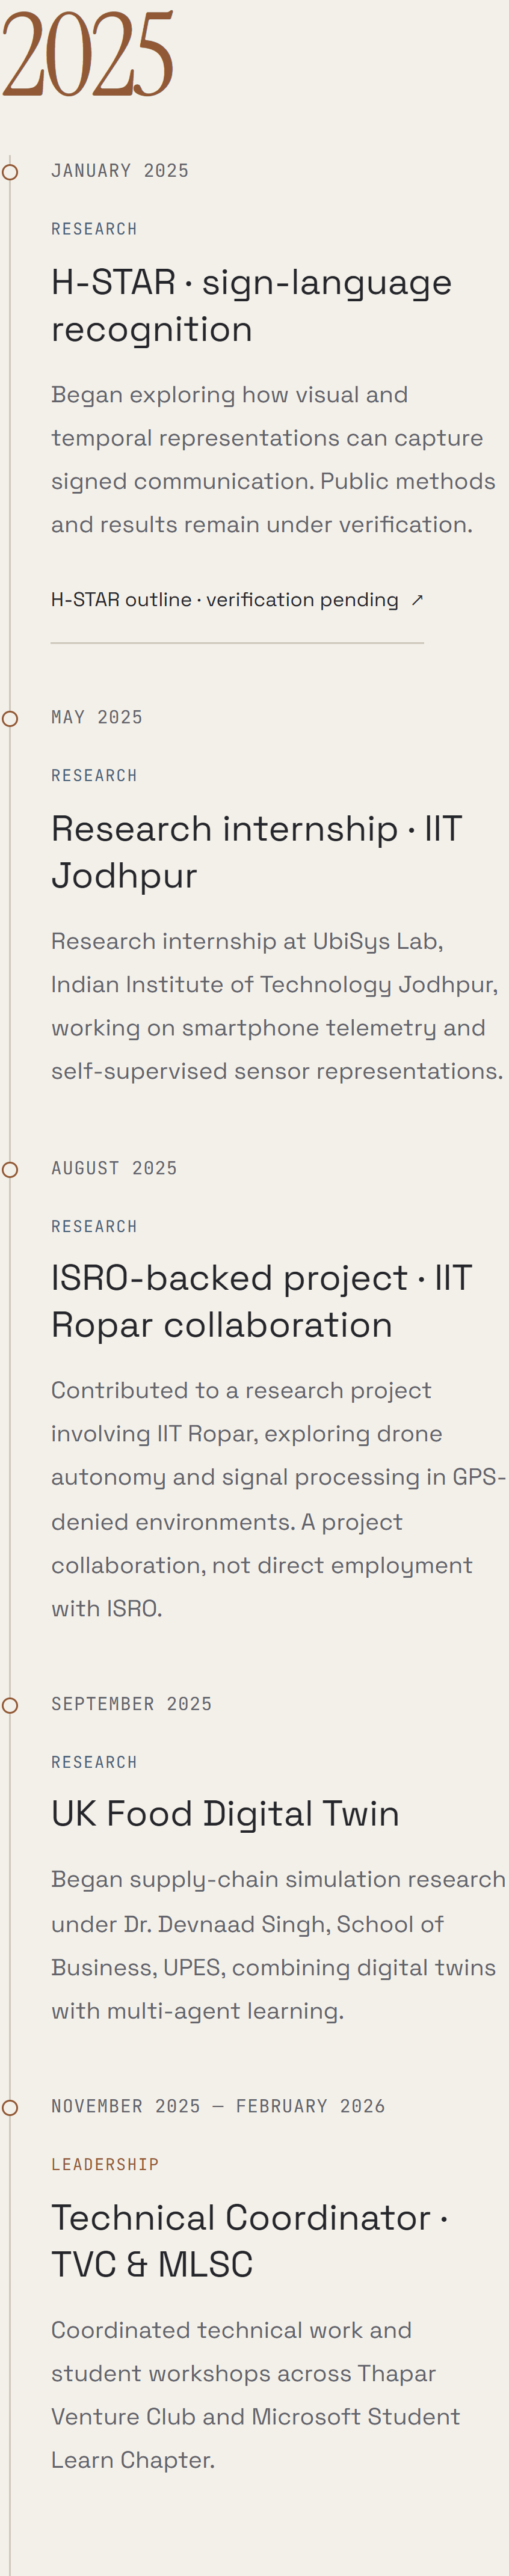 2025
JANUARY 2025
RESEARCH
H-STAR · sign-language
recognition
Began exploring how visual and
temporal representations can capture
signed communication. Public methods
and results remain under verification.
H-STAR outline · verification pending ↗
MAY 2025
RESEARCH
Research internship · IIT
Jodhpur
Research internship at UbiSys Lab,
Indian Institute of Technology Jodhpur,
working on smartphone telemetry and
self-supervised sensor representations.
AUGUST 2025
RESEARCH
ISRO-backed project · IIT
Ropar collaboration
Contributed to a research project
involving IIT Ropar, exploring drone
autonomy and signal processing in GPS-
denied environments. A project
collaboration, not direct employment
with ISRO.
SEPTEMBER 2025
RESEARCH
UK Food Digital Twin
Began supply-chain simulation research
under Dr. Devnaad Singh, School of
Business, UPES, combining digital twins
with multi-agent learning.
NOVEMBER 2025 — FEBRUARY 2026
LEADERSHIP
Technical Coordinator ·
TVC & MLSC
Coordinated technical work and
student workshops across Thapar
Venture Club and Microsoft Student
Learn Chapter.